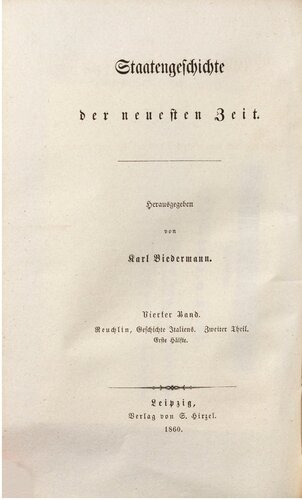 Staatengeschichte
der neuesten Zeit.
Herausgegeben
von
Karl Biedermann.
Vierter Band.
Reuchlin, Geschichte Italiens. Zweiter Theil.
Erste Hälfte.
Leipzig,
Verlag von S. Hirzel.
1860.